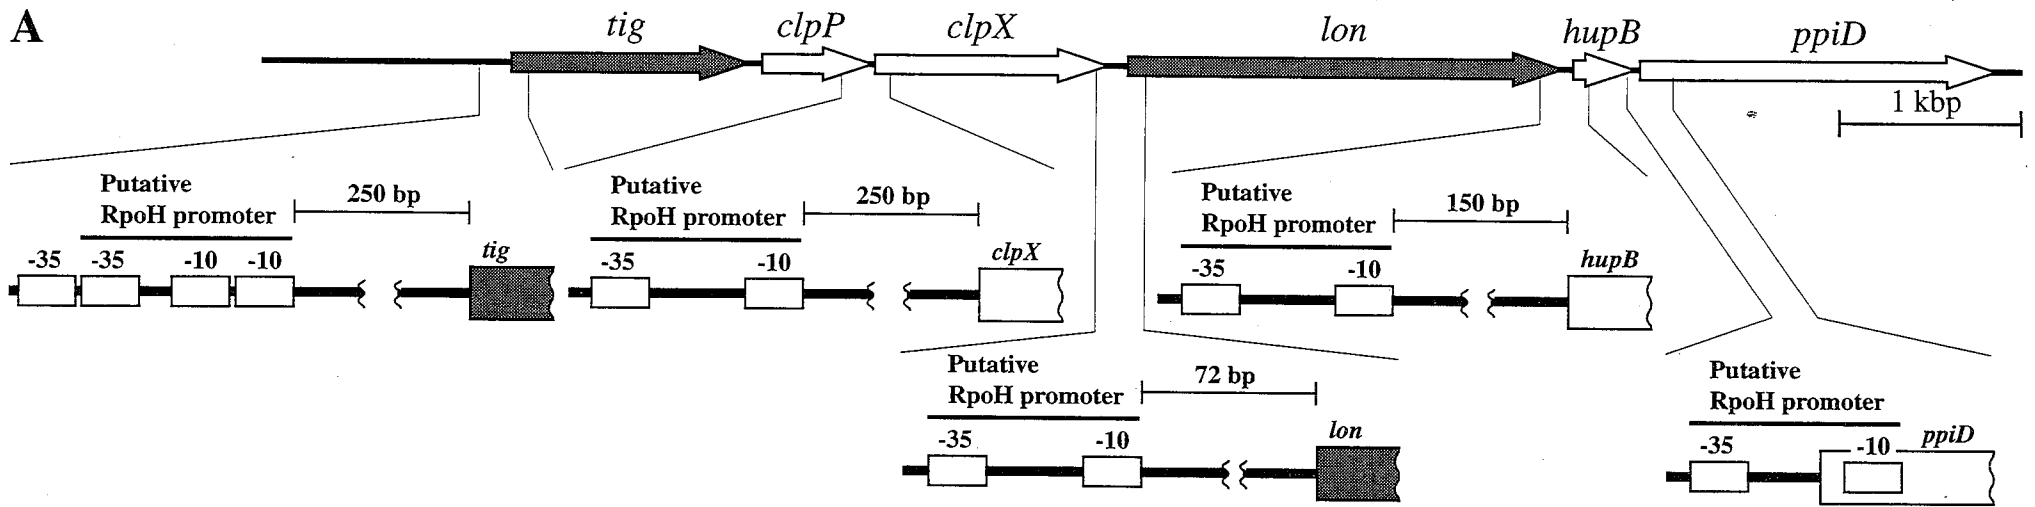 A
tig clpP clpX lon hupB ppiD
1 kbp
Putative
RpoH promoter
250 bp
-35 -35 -10 -10
tig
Putative
RpoH promoter
250 bp
-35 -10
clpX
Putative
RpoH promoter
150 bp
-35 -10
hupB
Putative
RpoH promoter
72 bp
-35 -10
lon
Putative
RpoH promoter
-35 -10
ppiD